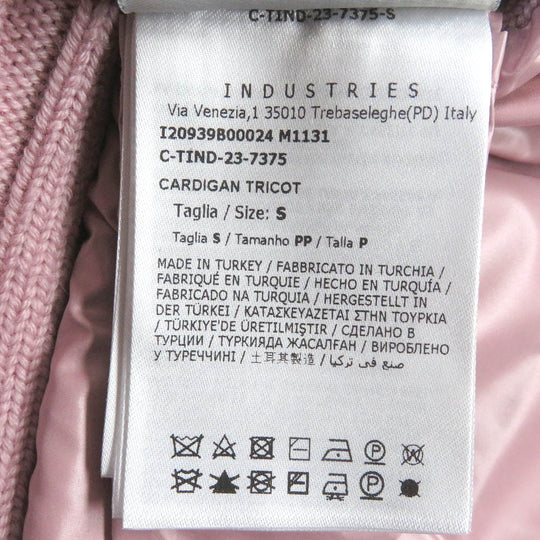 C-TIND-23-7375-S
INDUSTRIES
Via Venezia,1 35010 Trebaseleghe(PD) Italy
I20939B00024 M1131
C-TIND-23-7375
CARDIGAN TRICOT
Taglia / Size: S
Taglia S / Tamanho PP / Talla P
MADE IN TURKEY / FABBRICATO IN TURCHIA /
FABRIQUÉ EN TURQUIE / HECHO EN TURQUÍA /
FABRICADO NA TURQUIA / HERGESTELLT IN
DER TÜRKEI / ΚΑΤΑΣΚΕΥΑΖΕΤΑΙ ΣΤΗΝ ΤΟΥΡΚΙΑ
/ TÜRKİYE'DE ÜRETİLMİŞTİR / СДЕЛАНО В
ТУРЦИИ / ТҮРКИЯДА ЖАСАЛҒАН / ВИРОБЛЕНО
У ТУРЕЧЧИНІ / 土耳其製造 / صنع في تركيا